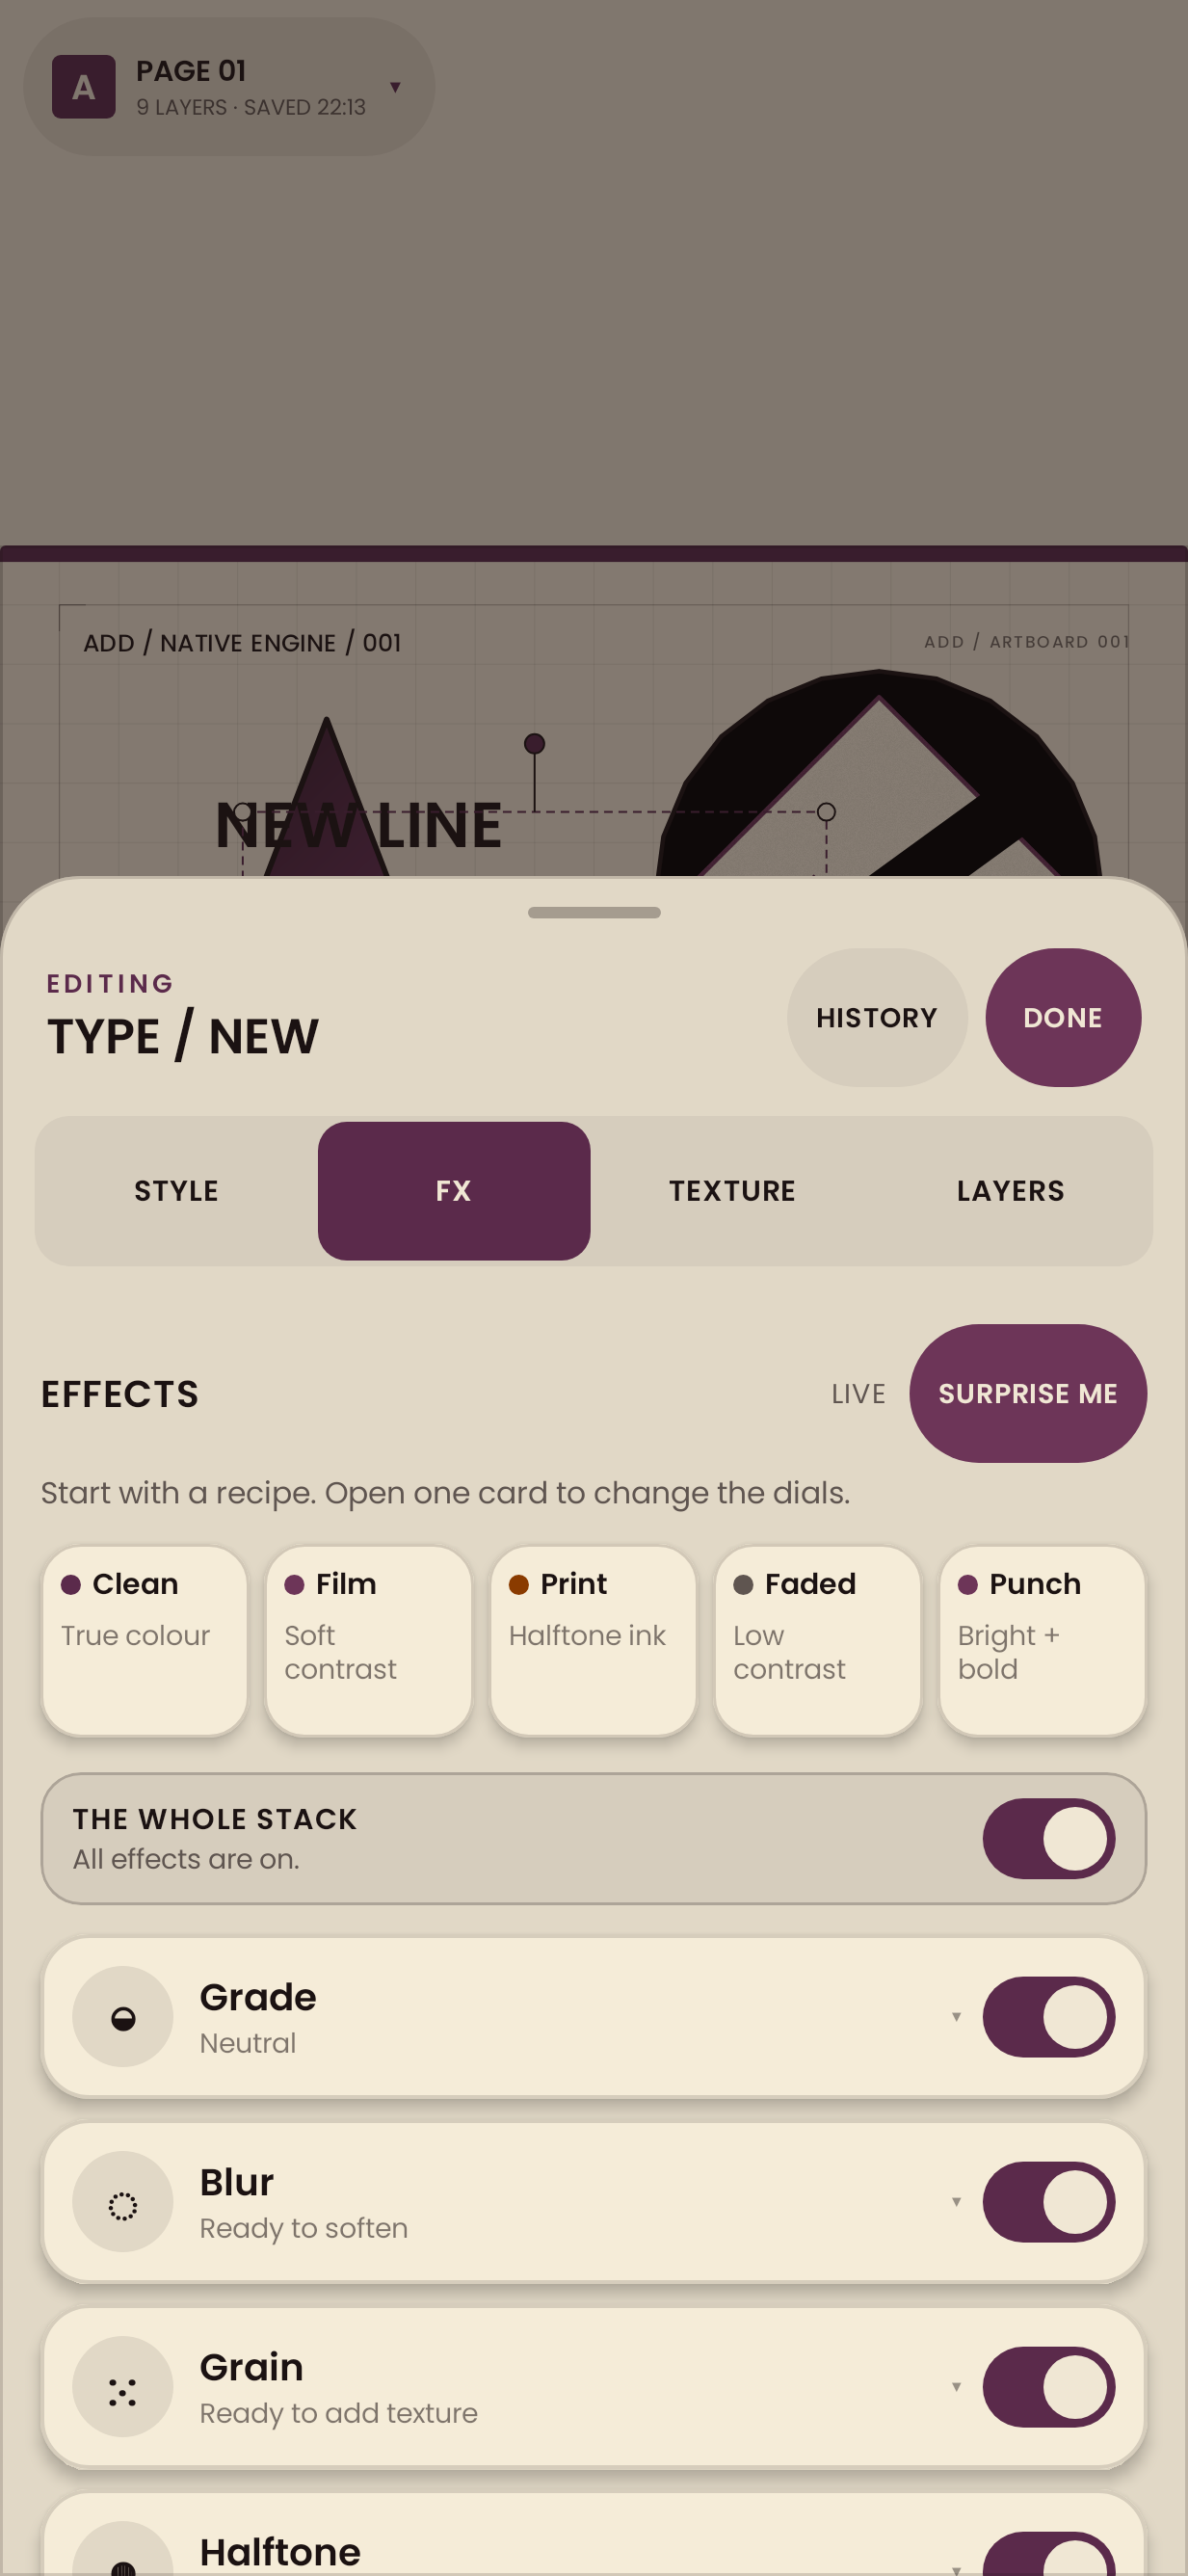 A
PAGE 01
9 LAYERS · SAVED 22:13
ADD / NATIVE ENGINE / 001
ADD / ARTBOARD 001
NEW LINE
EDITING
TYPE / NEW
HISTORY
DONE
STYLE
FX
TEXTURE
LAYERS
EFFECTS
LIVE
SURPRISE ME
Start with a recipe. Open one card to change the dials.
Clean
True colour
Film
Soft
contrast
Print
Halftone ink
Faded
Low
contrast
Punch
Bright +
bold
THE WHOLE STACK
All effects are on.
Grade
Neutral
Blur
Ready to soften
Grain
Ready to add texture
Halftone